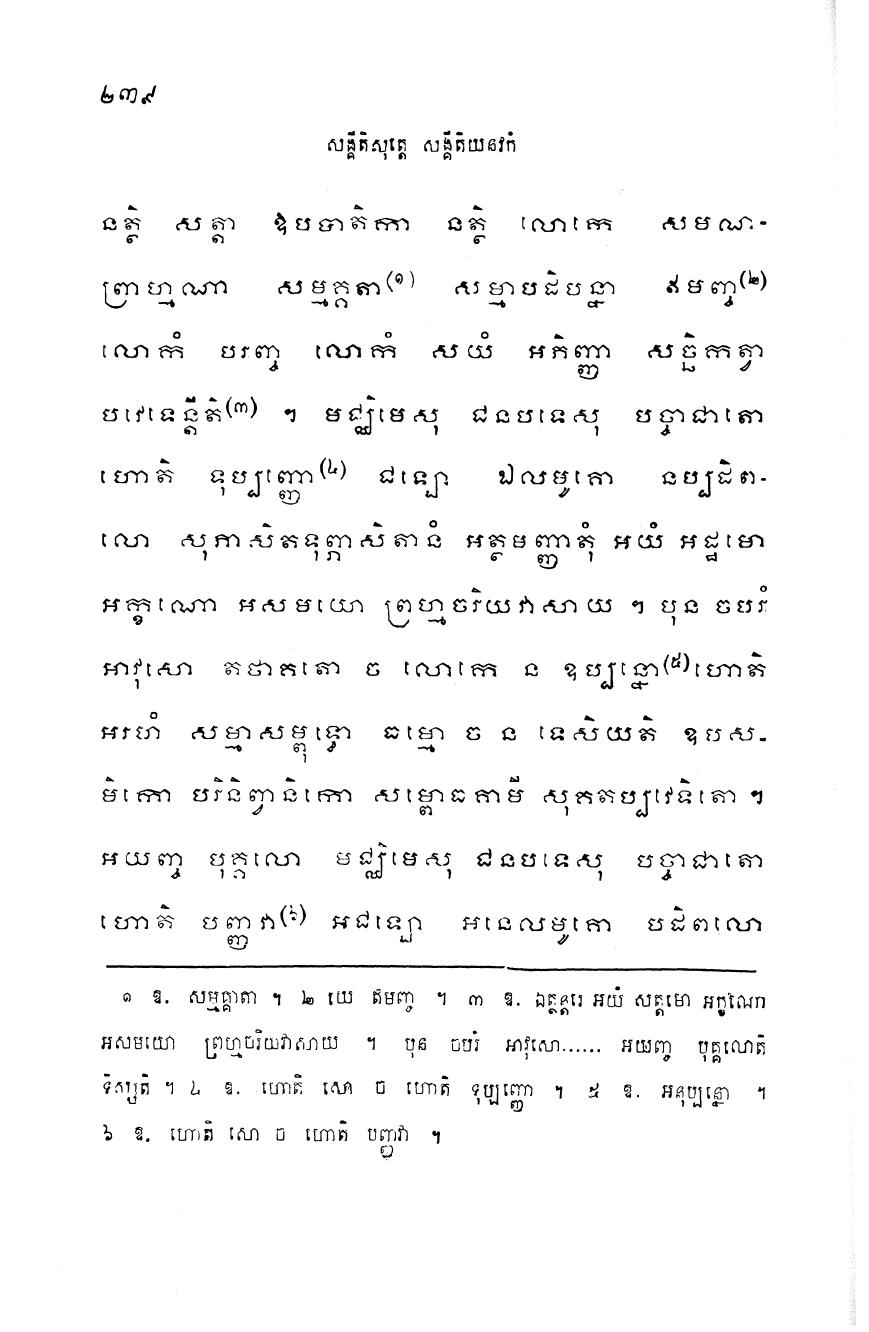 ២៣៩
សង្គីតិសុត្តេ សង្គីតិយនវកំ
នត្ថិ សត្តា ឱបបាតិកា នត្ថិ លោកេ សមណ-
ព្រាហ្មណា សម្មគ្គតា(១) សម្មាបដិបន្នា ឥមញ្ច(២)
លោកំ បរញ្ច លោកំ សយំ អភិញ្ញា សច្ឆិកត្វា
បវេទេន្តីតិ(៣) ។ មជ្ឈិមេសុ ជនបទេសុ បច្ចាជាតោ
ហោតិ ទុប្បញ្ញោ(៤) ជឡោ ឯលមូគោ នប្បដិព-
លោ សុភាសិតទុព្ភាសិតានំ អត្ថមញ្ញាតុំ អយំ អដ្ឋមោ
អក្ខណោ អសមយោ ព្រហ្មចរិយវាសាយ ។ បុន ចបរំ
អាវុសោ តថាគតោ ច លោកេ ន ឧប្បន្នោ(៥)ហោតិ
អរហំ សម្មាសម្ពុទ្ធោ ធម្មោ ច ន ទេសិយតិ ឧបស-
មិកោ បរិនិព្វានិកោ សម្ពោធគាមី សុគតប្បវេទិតោ ។
អយញ្ច បុគ្គលោ មជ្ឈិមេសុ ជនបទេសុ បច្ចាជាតោ
ហោតិ បញ្ញវា(៦) អជឡោ អនេលមូគោ បដិពលោ
១ ឱ. សម្មគ្គាតា ។ ២ យេ ឥមញ្ច ។ ៣ ឱ. ឯត្ថន្តរេ អយំ សត្តមោ អក្ខណោ
អសមយោ ព្រហ្មចរិយវាសាយ ។ បុន ចបរំ អាវុសោ...... អយញ្ច បុគ្គលោតិ
ទិស្សតិ ។ ៤ ឱ. ហោតិ សោ ច ហោតិ ទុប្បញ្ញោ ។ ៥ ឱ. អនុប្បន្នោ ។
៦ ឱ. ហោតិ សោ ច ហោតិ បញ្ញវា ។